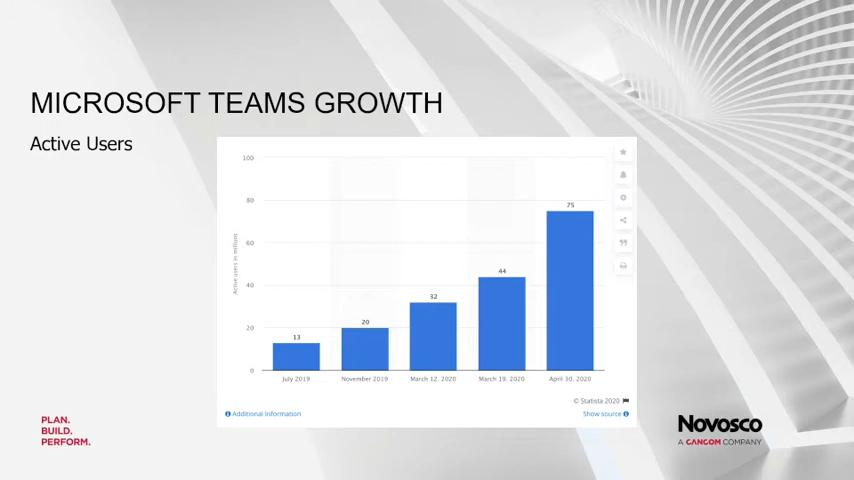 MICROSOFT TEAMS GROWTH
Active Users
100
80
60
40
20
0
Active users in millions
13
20
32
44
75
July 2019
November 2019
March 12, 2020
March 19, 2020
April 30, 2020
© Statista 2020
Additional Information
Show source
PLAN.
BUILD.
PERFORM.
Novosco
A CANCOM COMPANY